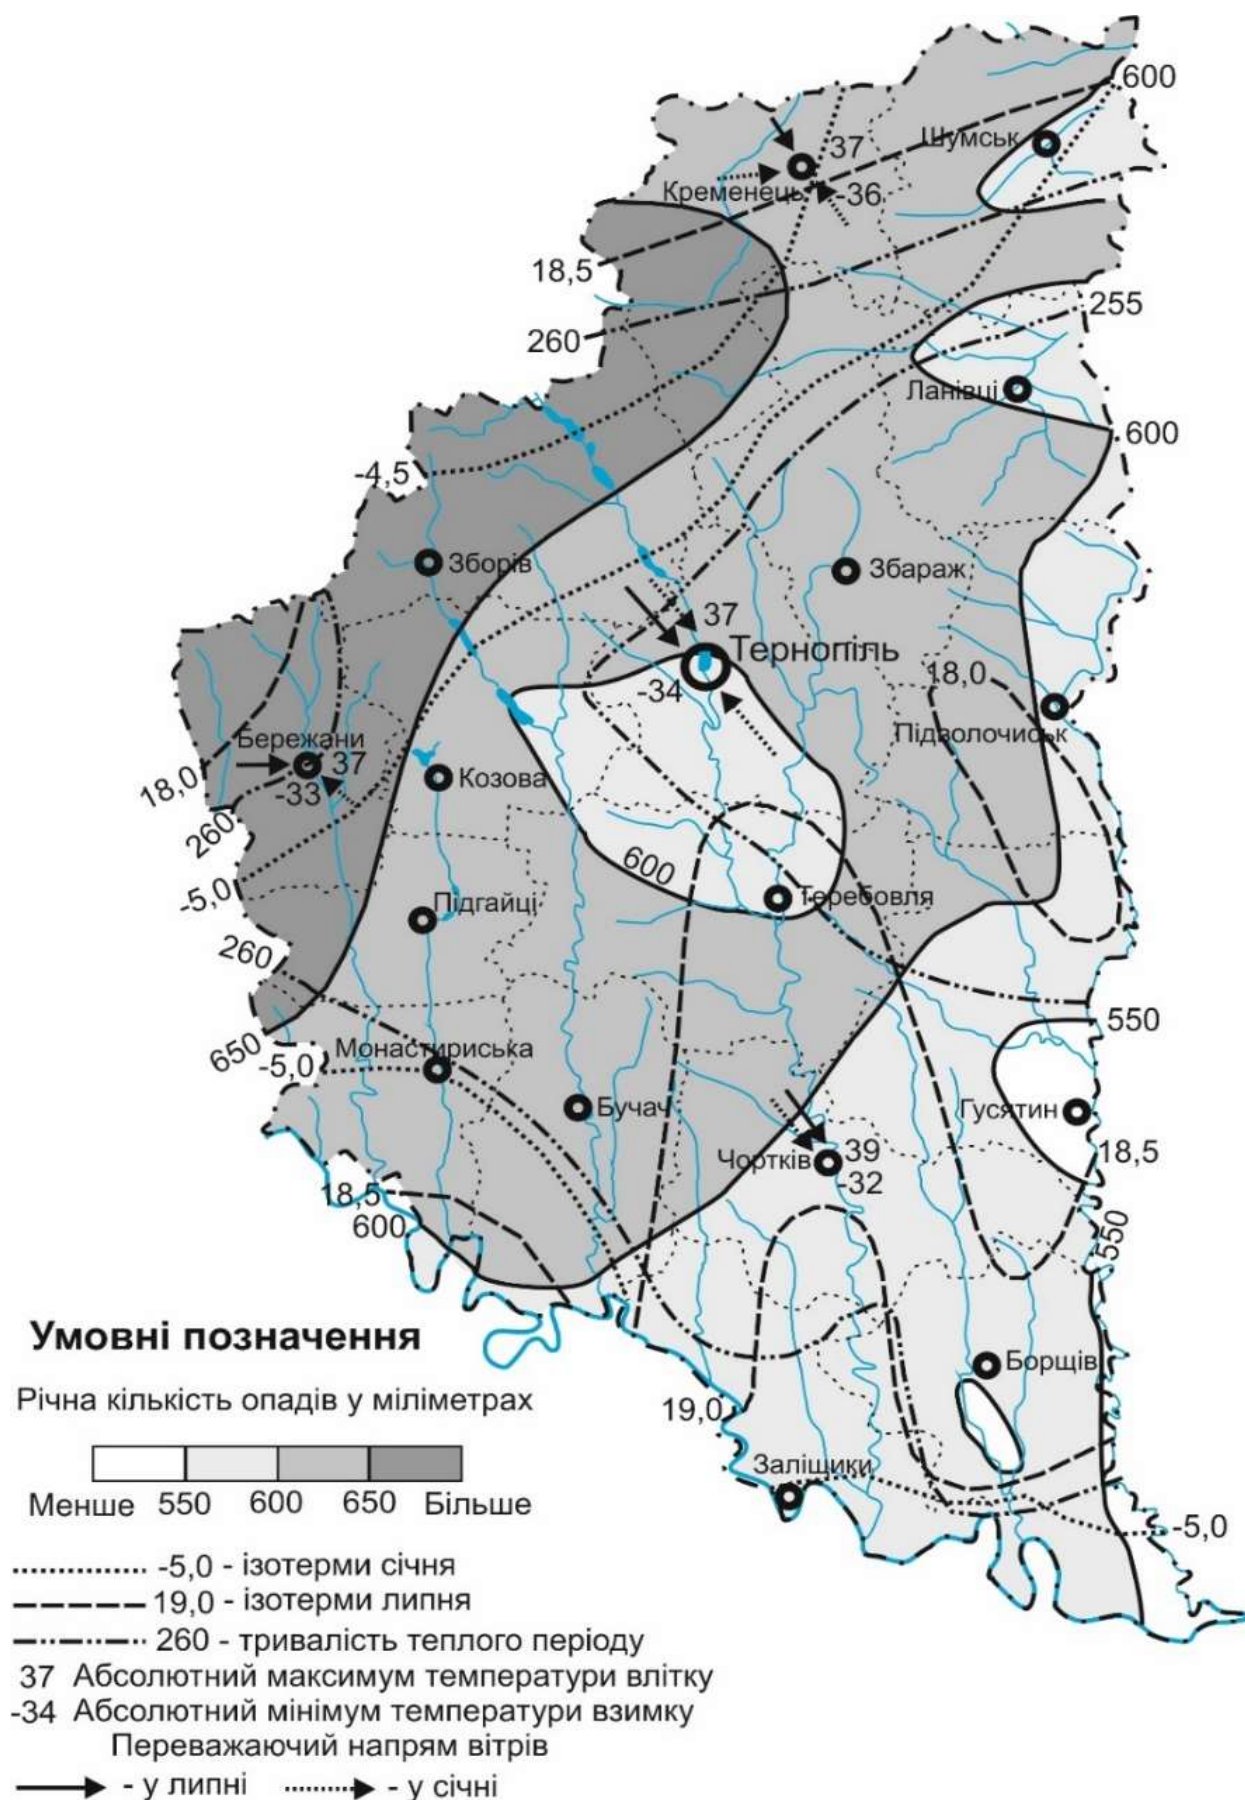 600
Шумськ
37
Кременець
-36
18,5
255
260
Ланівці
600
-4,5
Зборів
Збараж
37
Тернопіль
-34
18,0
Підволочиськ
Бережани
37
18,0
-33
Козова
260
600
-5,0
Теребовля
Підгайці
260
550
650
Монастириська
-5,0
Бучач
Гусятин
39
Чортків
18,5
-32
18,5
600
550
Умовні позначення
Борщів
Річна кількість опадів у міліметрах
19,0
Заліщики
Менше 550 600 650 Більше
-5,0
-5,0 - ізотерми січня
19,0 - ізотерми липня
260 - тривалість теплого періоду
37 Абсолютний максимум температури влітку
-34 Абсолютний мінімум температури взимку
Переважаючий напрям вітрів
- у липні - у січні